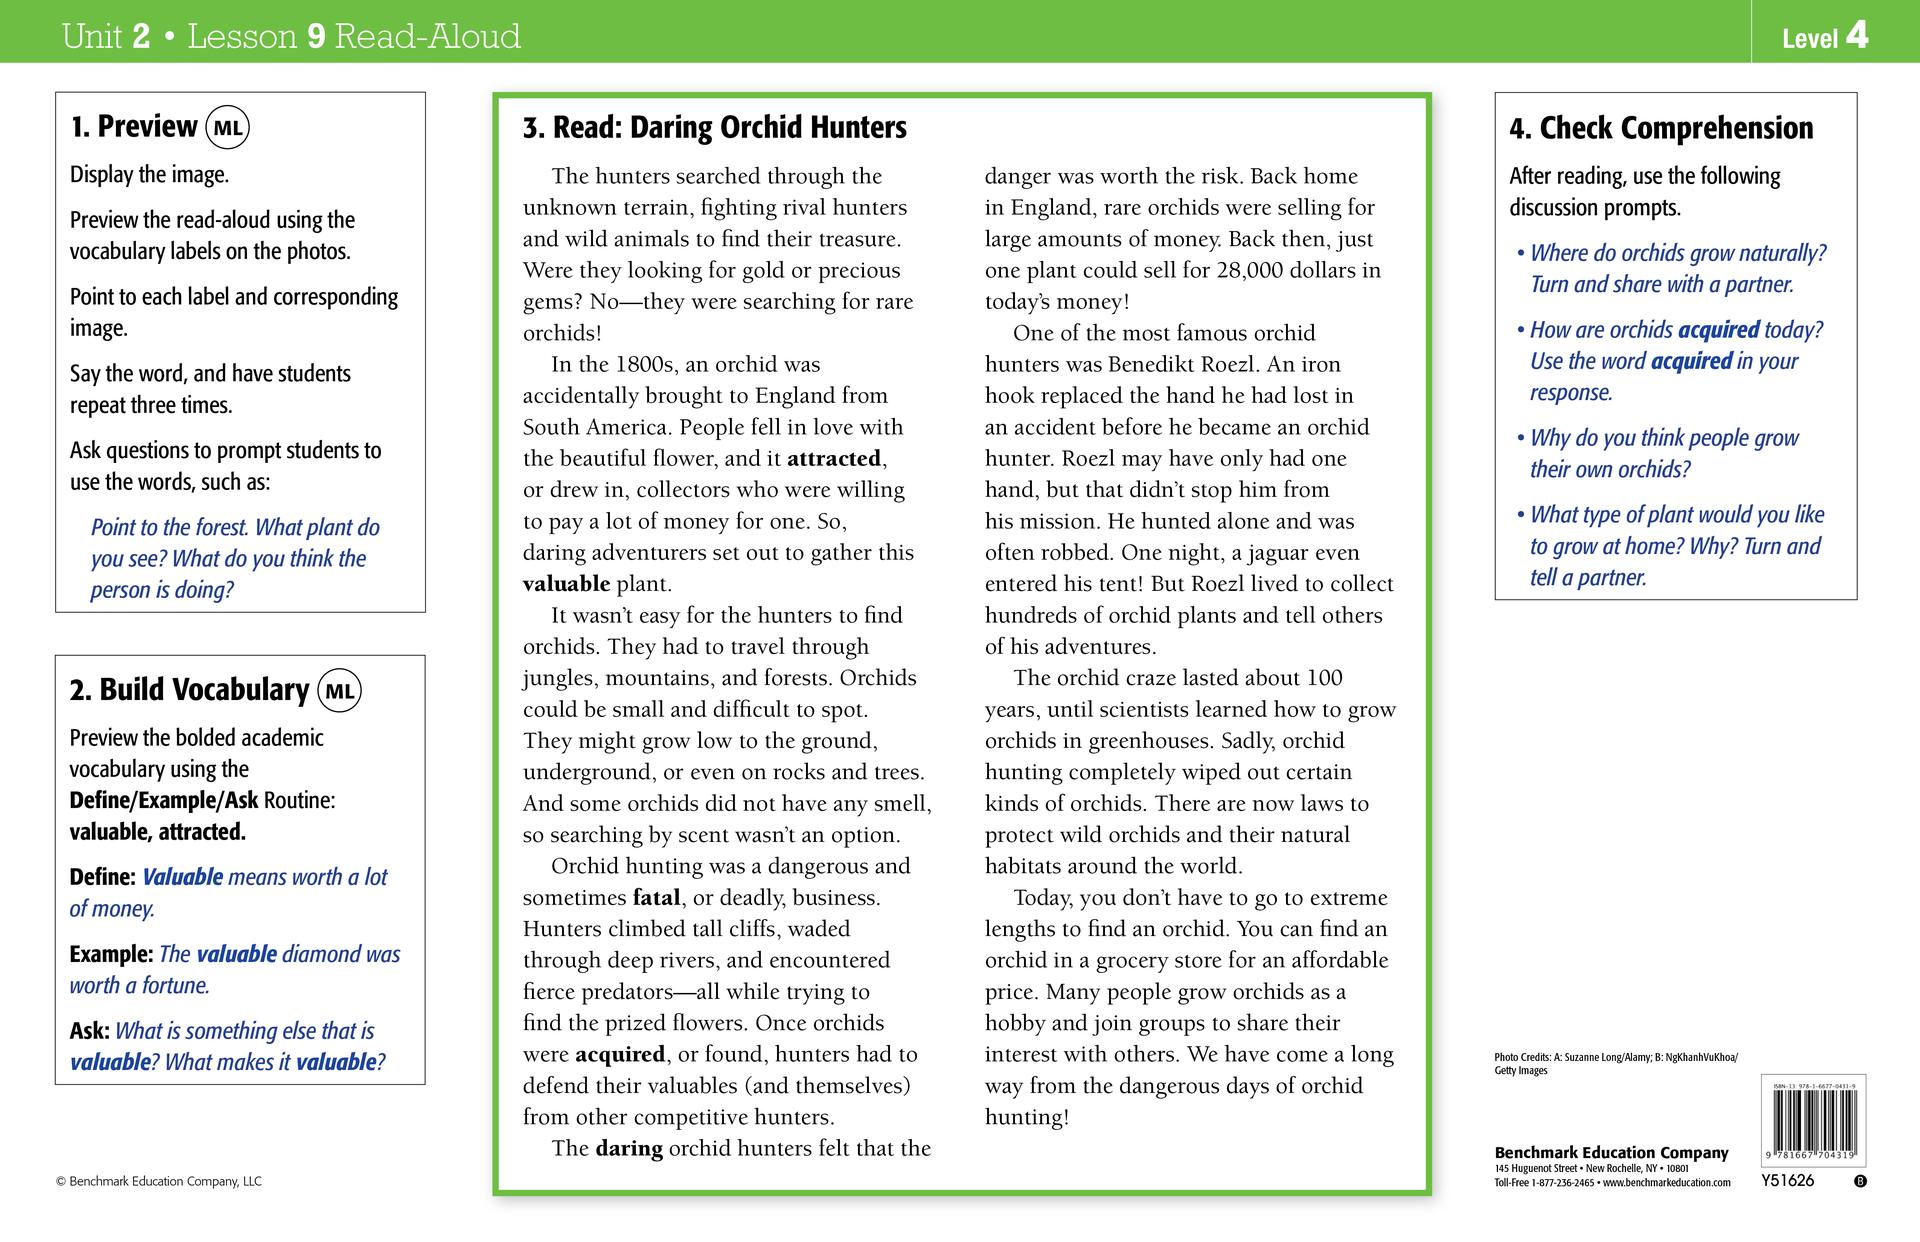 Unit 2 • Lesson 9 Read-Aloud
Level 4
1. Preview ML
Display the image.
Preview the read-aloud using the
vocabulary labels on the photos.
Point to each label and corresponding
image.
Say the word, and have students
repeat three times.
Ask questions to prompt students to
use the words, such as:
Point to the forest. What plant do
you see? What do you think the
person is doing?
2. Build Vocabulary ML
Preview the bolded academic
vocabulary using the
Define/Example/Ask Routine:
valuable, attracted.
Define: Valuable means worth a lot
of money.
Example: The valuable diamond was
worth a fortune.
Ask: What is something else that is
valuable? What makes it valuable?
© Benchmark Education Company, LLC
3. Read: Daring Orchid Hunters
The hunters searched through the
unknown terrain, fighting rival hunters
and wild animals to find their treasure.
Were they looking for gold or precious
gems? No—they were searching for rare
orchids!
In the 1800s, an orchid was
accidentally brought to England from
South America. People fell in love with
the beautiful flower, and it attracted,
or drew in, collectors who were willing
to pay a lot of money for one. So,
daring adventurers set out to gather this
valuable plant.
It wasn't easy for the hunters to find
orchids. They had to travel through
jungles, mountains, and forests. Orchids
could be small and difficult to spot.
They might grow low to the ground,
underground, or even on rocks and trees.
And some orchids did not have any smell,
so searching by scent wasn't an option.
Orchid hunting was a dangerous and
sometimes fatal, or deadly, business.
Hunters climbed tall cliffs, waded
through deep rivers, and encountered
fierce predators—all while trying to
find the prized flowers. Once orchids
were acquired, or found, hunters had to
defend their valuables (and themselves)
from other competitive hunters.
The daring orchid hunters felt that the
danger was worth the risk. Back home
in England, rare orchids were selling for
large amounts of money. Back then, just
one plant could sell for 28,000 dollars in
today's money!
One of the most famous orchid
hunters was Benedikt Roezl. An iron
hook replaced the hand he had lost in
an accident before he became an orchid
hunter. Roezl may have only had one
hand, but that didn't stop him from
his mission. He hunted alone and was
often robbed. One night, a jaguar even
entered his tent! But Roezl lived to collect
hundreds of orchid plants and tell others
of his adventures.
The orchid craze lasted about 100
years, until scientists learned how to grow
orchids in greenhouses. Sadly, orchid
hunting completely wiped out certain
kinds of orchids. There are now laws to
protect wild orchids and their natural
habitats around the world.
Today, you don't have to go to extreme
lengths to find an orchid. You can find an
orchid in a grocery store for an affordable
price. Many people grow orchids as a
hobby and join groups to share their
interest with others. We have come a long
way from the dangerous days of orchid
hunting!
4. Check Comprehension
After reading, use the following
discussion prompts.
• Where do orchids grow naturally?
Turn and share with a partner.
• How are orchids acquired today?
Use the word acquired in your
response.
• Why do you think people grow
their own orchids?
• What type of plant would you like
to grow at home? Why? Turn and
tell a partner.
Photo Credits: A: Suzanne Long/Alamy; B: NgKhanhVuKhoa/
Getty Images
Benchmark Education Company
145 Huguenot Street • New Rochelle, NY • 10801
Toll-Free 1-877-236-2465 • www.benchmarkeducation.com
ISBN-13 978-1-6677-0431-9
9 781667 704319
Y51626
B